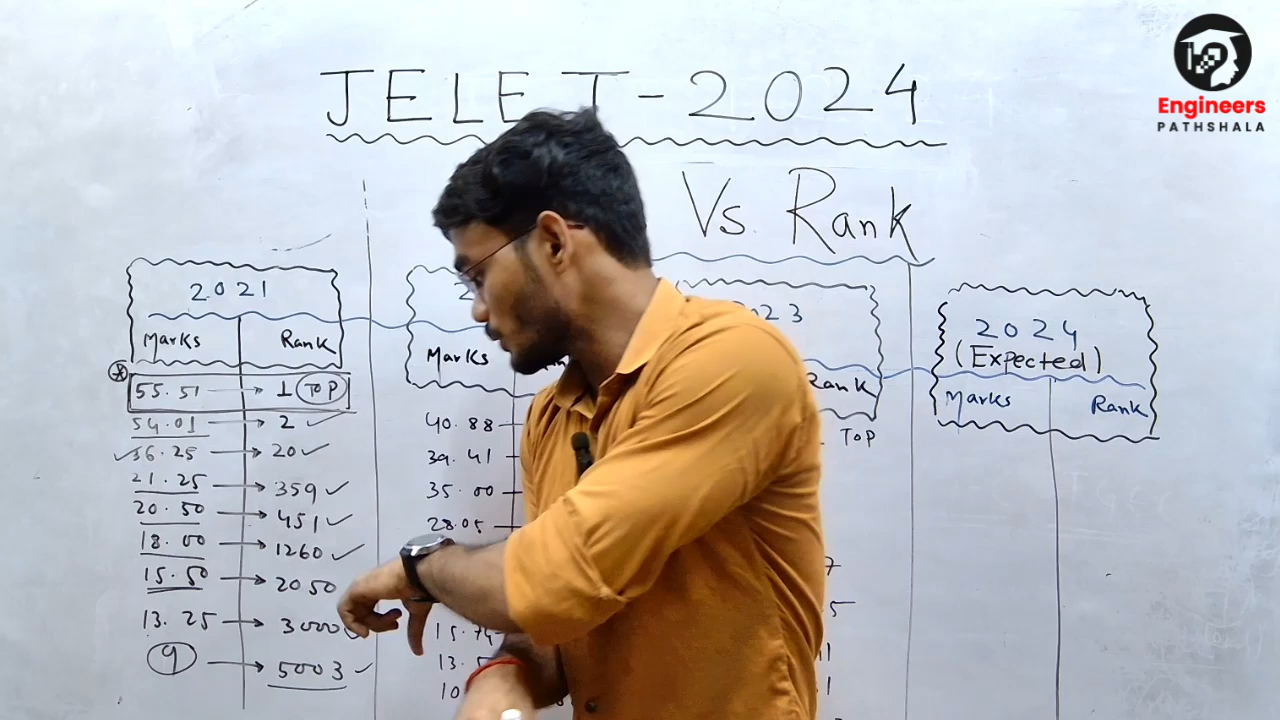 JELET-2024
Engineers
PATHSHALA
Vs. Rank
2021
Marks Rank
55.51 → 1 TOP
54.01 → 2 ✓
✓36.25 → 20 ✓
21.25 → 359 ✓
20.50 → 451 ✓
18.00 → 1260 ✓
15.50 → 2050
13.25 → 3000
9 → 5003 ✓
Marks
40.88
39.41
35.00
28.05
15.74
Rank
TOP
2024
(Expected)
Marks Rank